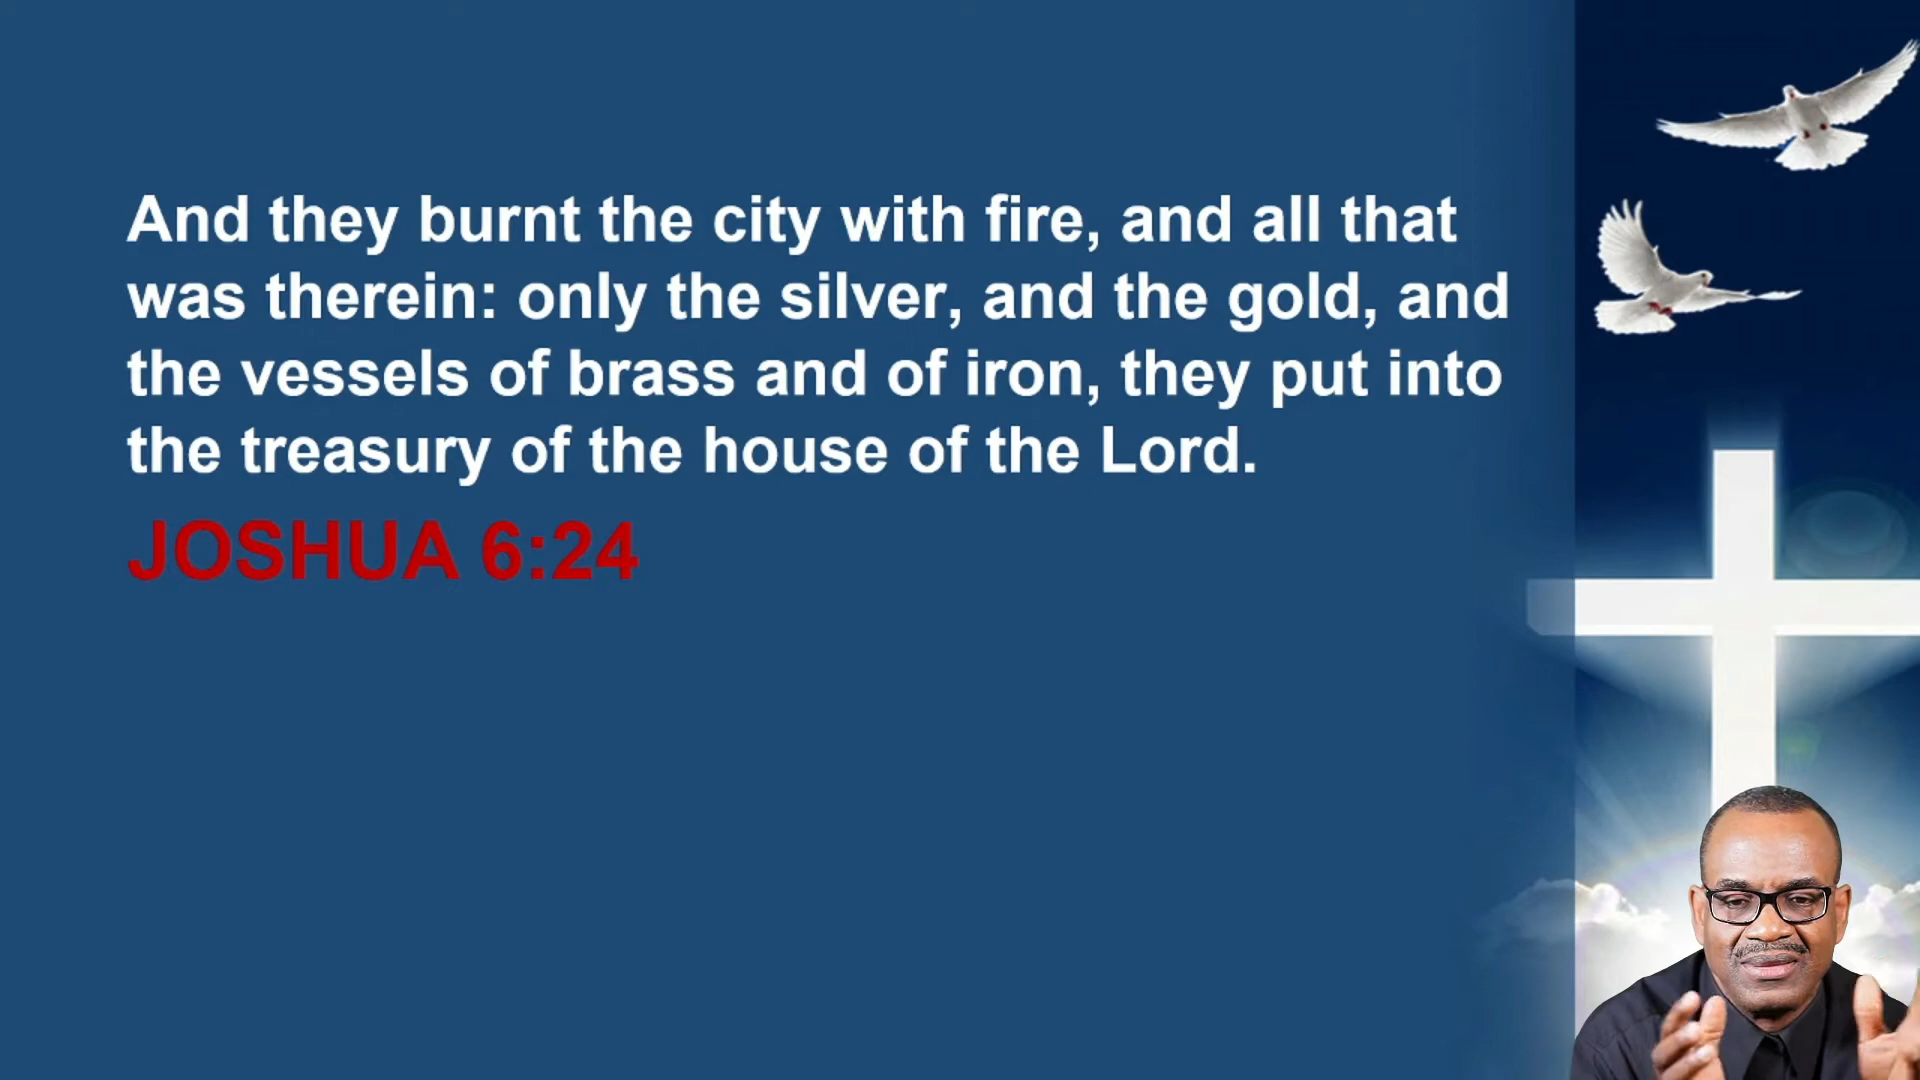 And they burnt the city with fire, and all that
was therein: only the silver, and the gold, and
the vessels of brass and of iron, they put into
the treasury of the house of the Lord.
JOSHUA 6:24